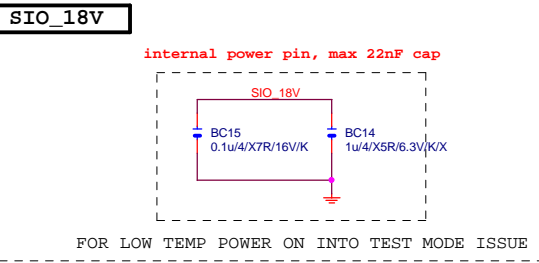 SIO_18V
internal power pin, max 22nF cap
SIO_18V
BC15
0.1u/4/X7R/16V/K
BC14
1u/4/X5R/6.3V/K/X
FOR LOW TEMP POWER ON INTO TEST MODE ISSUE